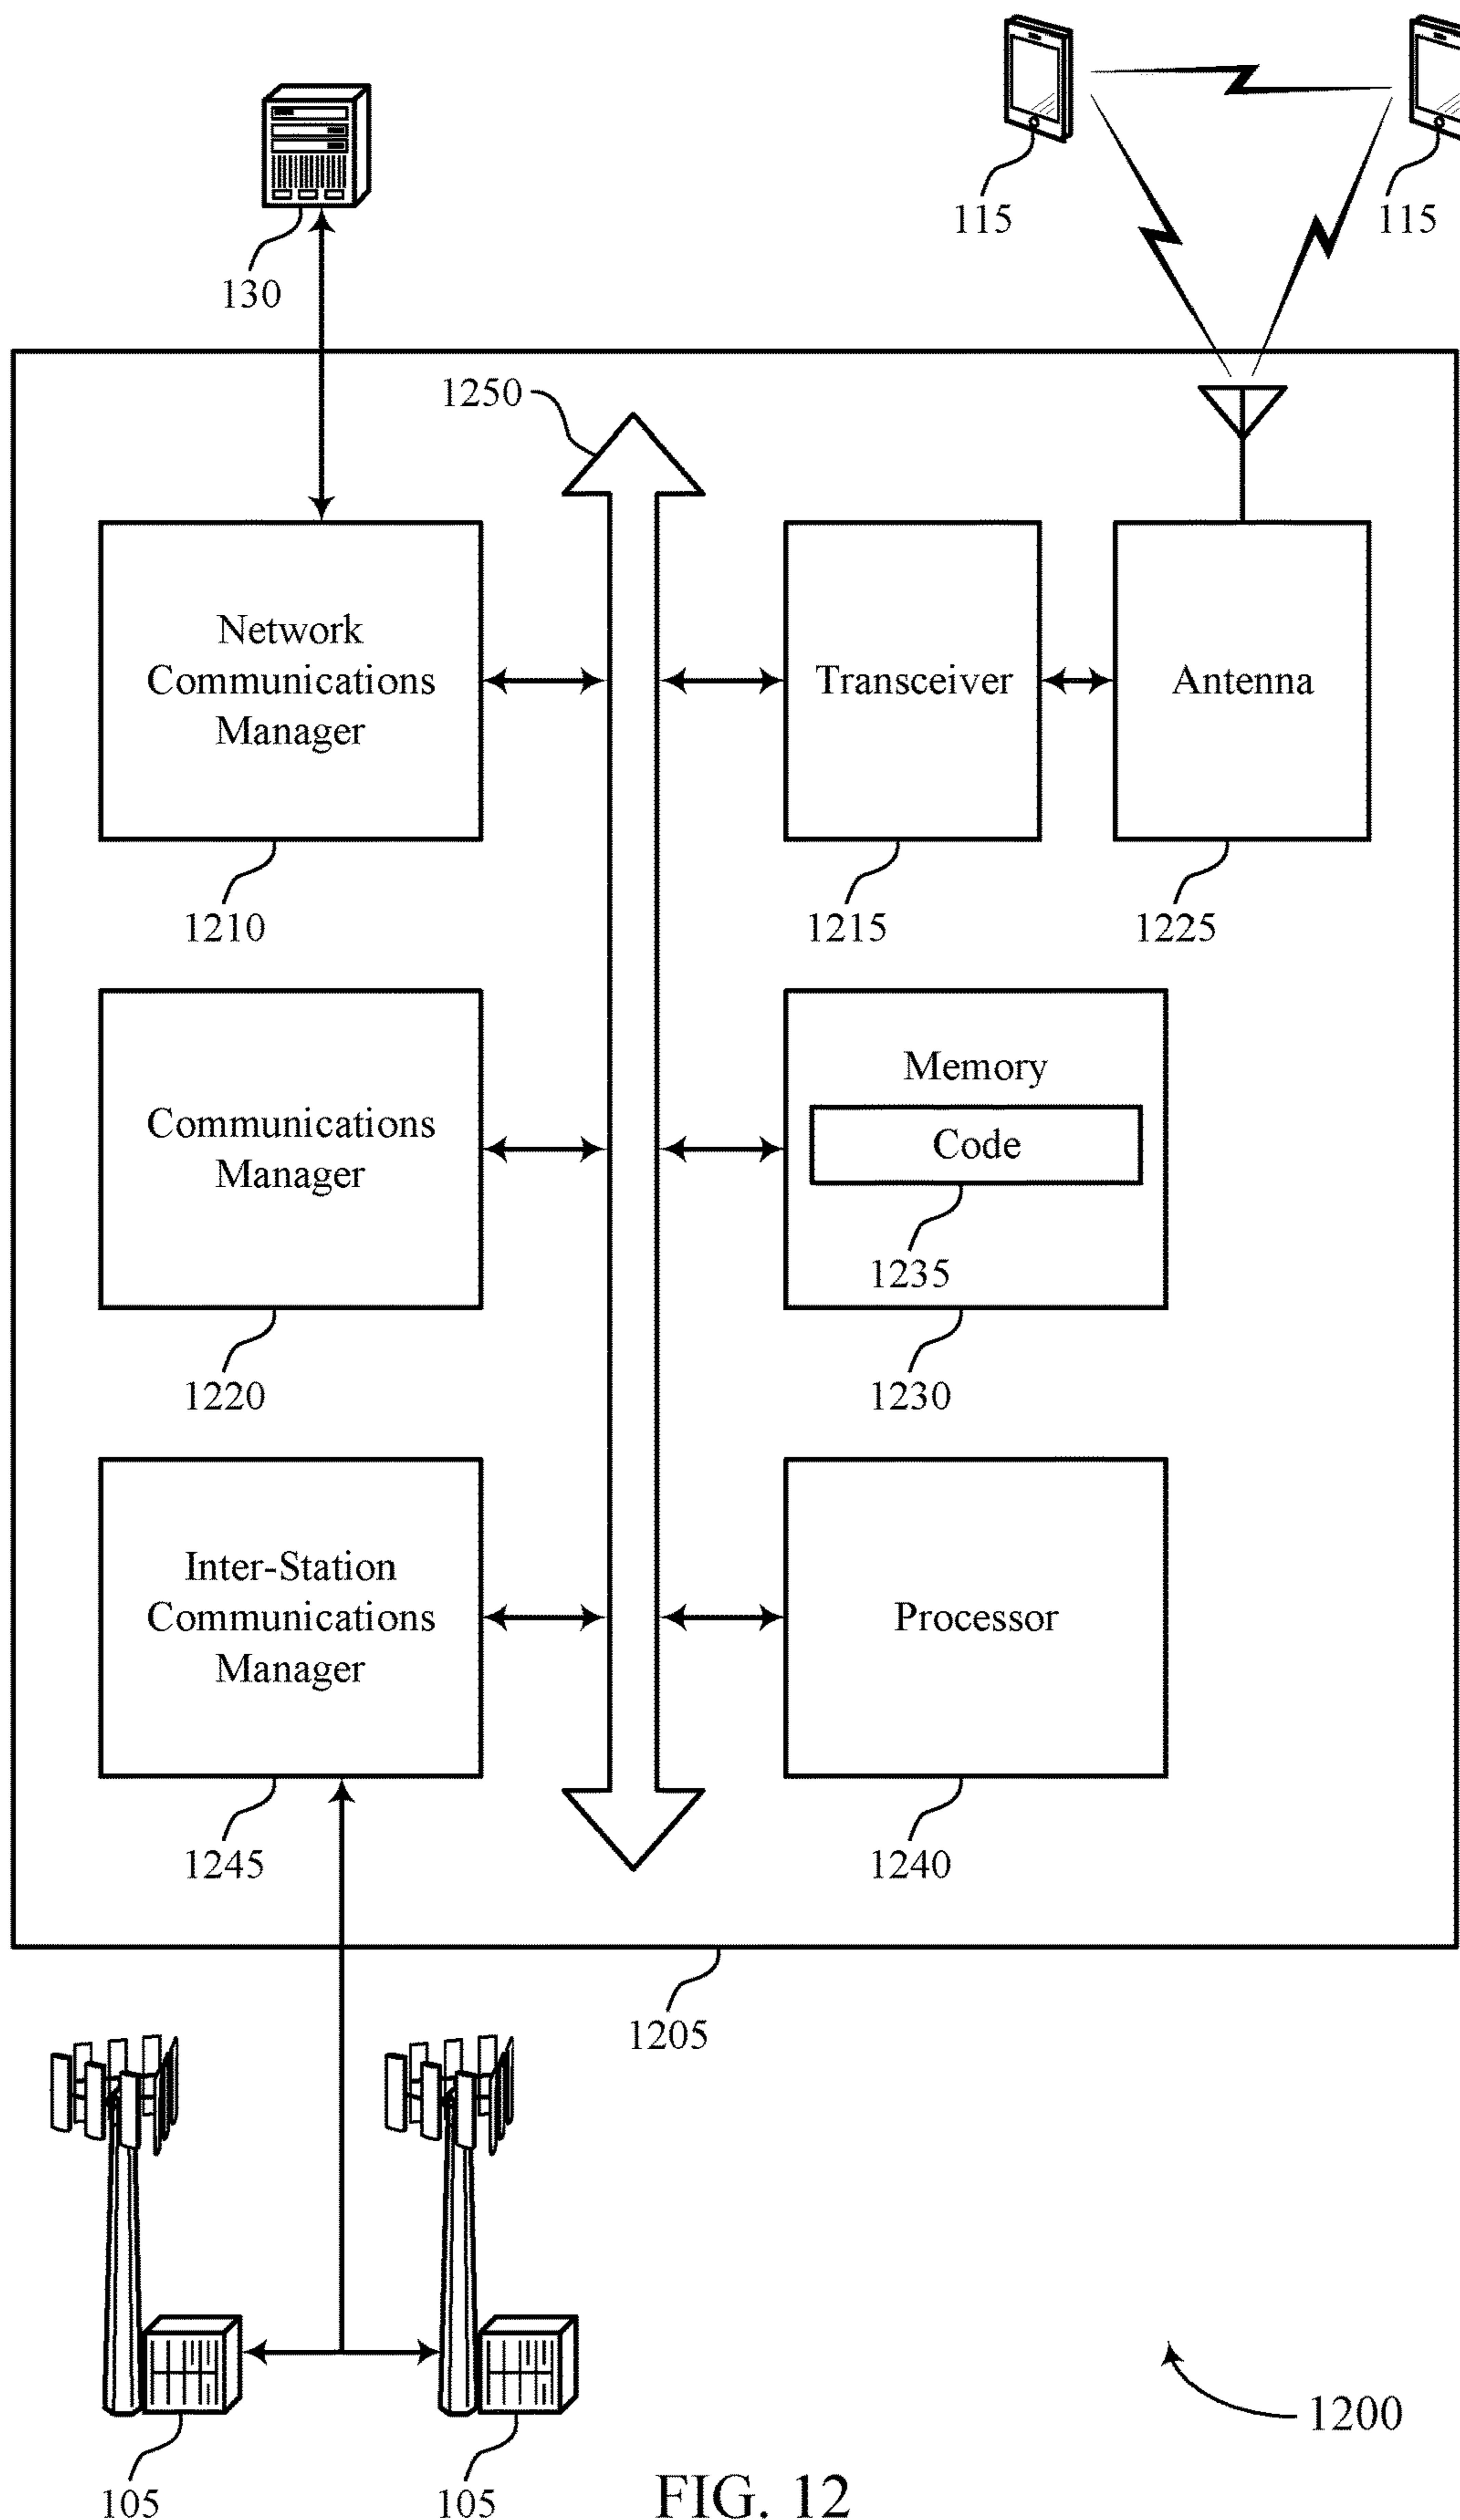 115
115
130
1250
Network
Communications
Manager
Transceiver
Antenna
1210
1215
1225
Communications
Manager
Memory
Code
1235
1220
1230
Inter-Station
Communications
Manager
Processor
1245
1240
1205
1200
105
105
FIG. 12